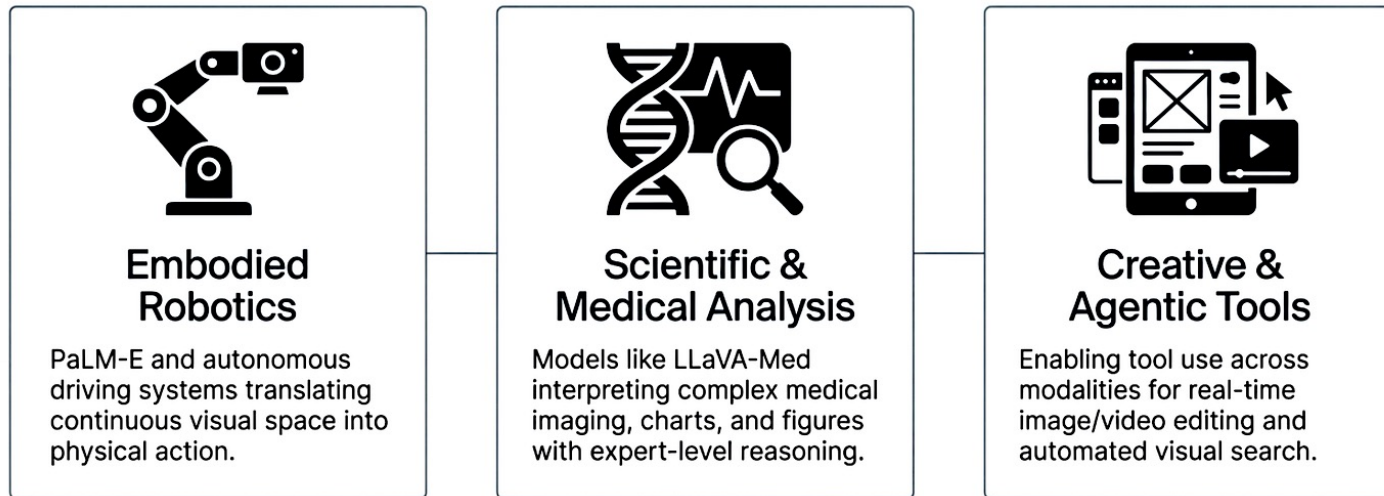 Embodied
Robotics
PaLM-E and autonomous
driving systems translating
continuous visual space into
physical action.
Scientific &
Medical Analysis
Models like LLaVA-Med
interpreting complex medical
imaging, charts, and figures
with expert-level reasoning.
Creative &
Agentic Tools
Enabling tool use across
modalities for real-time
image/video editing and
automated visual search.